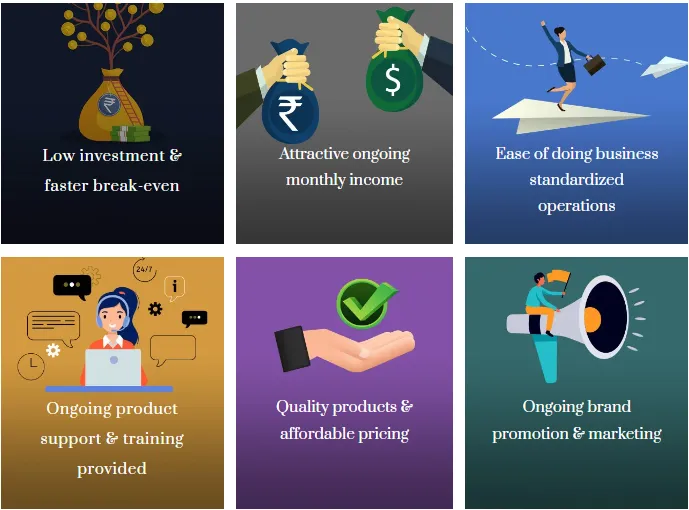 Low investment &
faster break-even
₹
$
Attractive ongoing
monthly income
Ease of doing business
standardized
operations
24/7
i
Ongoing product
support & training
provided
Quality products &
affordable pricing
Ongoing brand
promotion & marketing